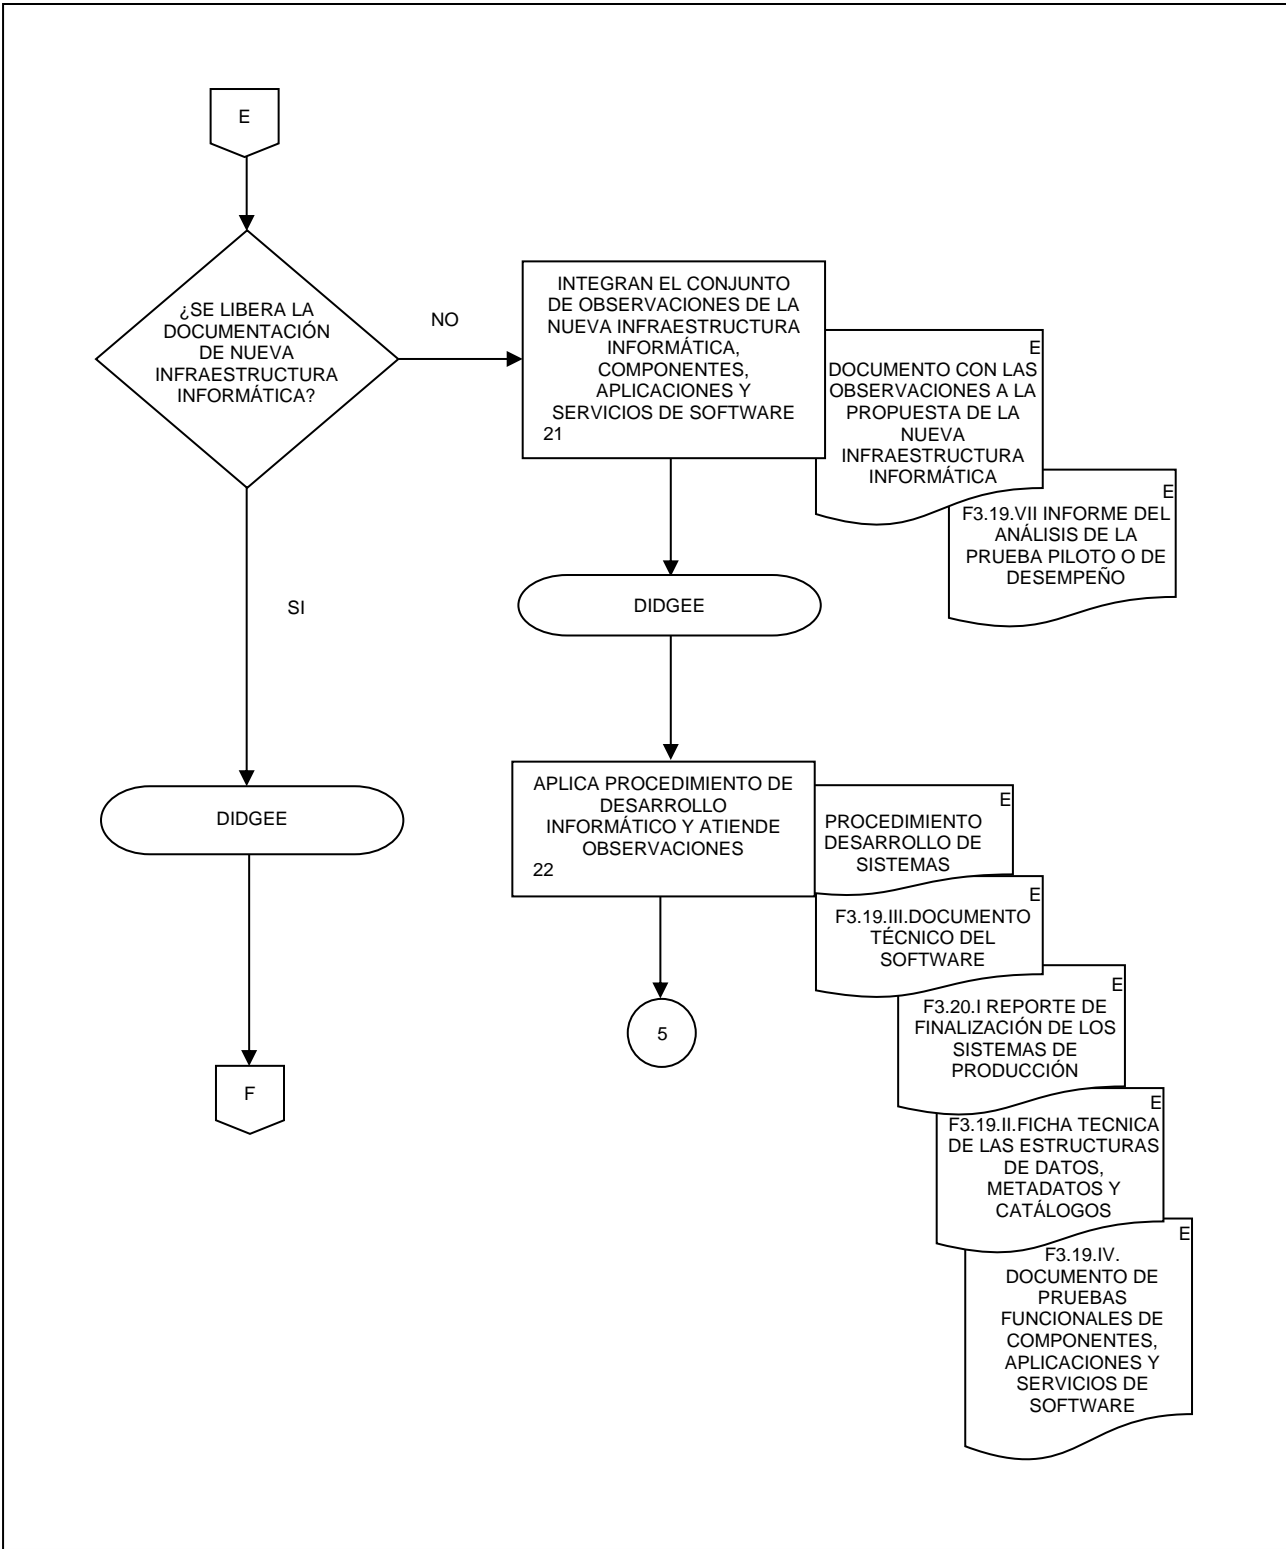 E
¿SE LIBERA LA
DOCUMENTACIÓN
DE NUEVA
INFRAESTRUCTURA
INFORMÁTICA?
NO
SI
INTEGRAN EL CONJUNTO
DE OBSERVACIONES DE LA
NUEVA INFRAESTRUCTURA
INFORMÁTICA,
COMPONENTES,
APLICACIONES Y
SERVICIOS DE SOFTWARE
21
E
DOCUMENTO CON LAS
OBSERVACIONES A LA
PROPUESTA DE LA
NUEVA
INFRAESTRUCTURA
INFORMÁTICA
E
F3.19.VII INFORME DEL
ANÁLISIS DE LA
PRUEBA PILOTO O DE
DESEMPEÑO
DIDGEE
DIDGEE
APLICA PROCEDIMIENTO DE
DESARROLLO
INFORMÁTICO Y ATIENDE
OBSERVACIONES
22
E
PROCEDIMIENTO
DESARROLLO DE
SISTEMAS
E
F3.19.III.DOCUMENTO
TÉCNICO DEL
SOFTWARE
E
F3.20.I REPORTE DE
FINALIZACIÓN DE LOS
SISTEMAS DE
PRODUCCIÓN
E
F3.19.II.FICHA TECNICA
DE LAS ESTRUCTURAS
DE DATOS,
METADATOS Y
CATÁLOGOS
E
F3.19.IV.
DOCUMENTO DE
PRUEBAS
FUNCIONALES DE
COMPONENTES,
APLICACIONES Y
SERVICIOS DE
SOFTWARE
5
F